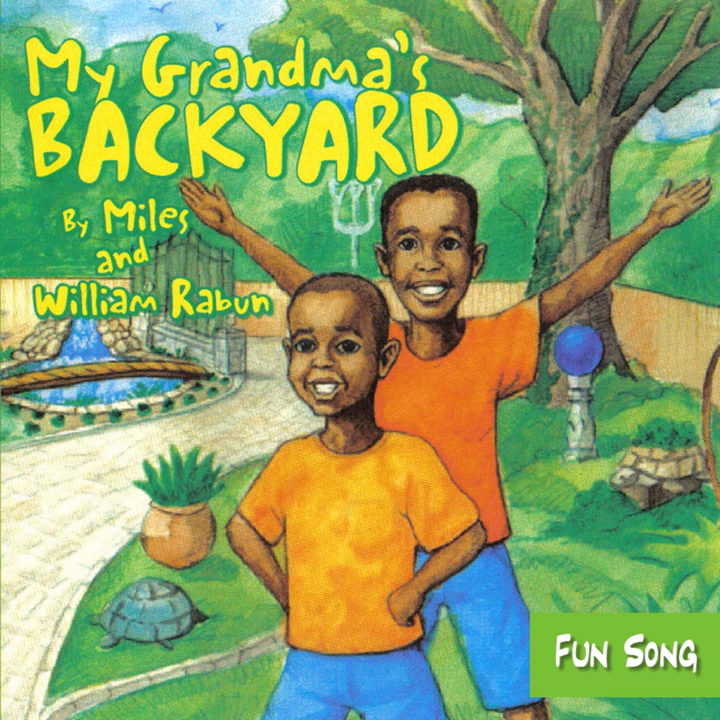 My Grandma's
BACKYARD
By Miles
and
William Rabun
Fun Song